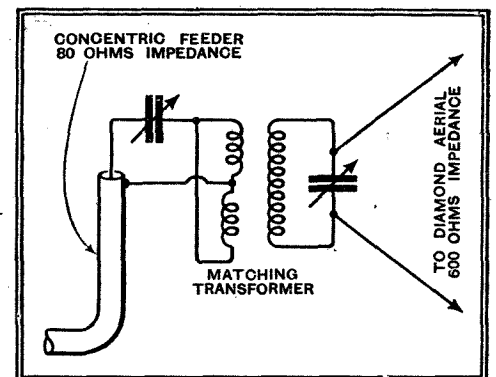 CONCENTRIC FEEDER
80 OHMS IMPEDANCE
MATCHING
TRANSFORMER
TO DIAMOND AERIAL
600 OHMS IMPEDANCE